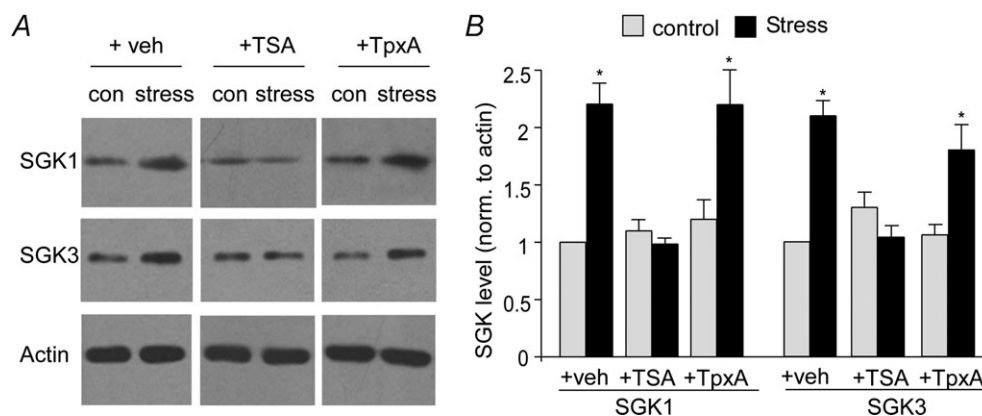 A
+ veh +TSA +TpxA
con stress con stress con stress
SGK1
SGK3
Actin
B
control Stress
SGK level (norm. to actin)
2.5
2
1.5
1
0.5
0
* * * *
+veh +TSA +TpxA +veh +TSA +TpxA
SGK1 SGK3